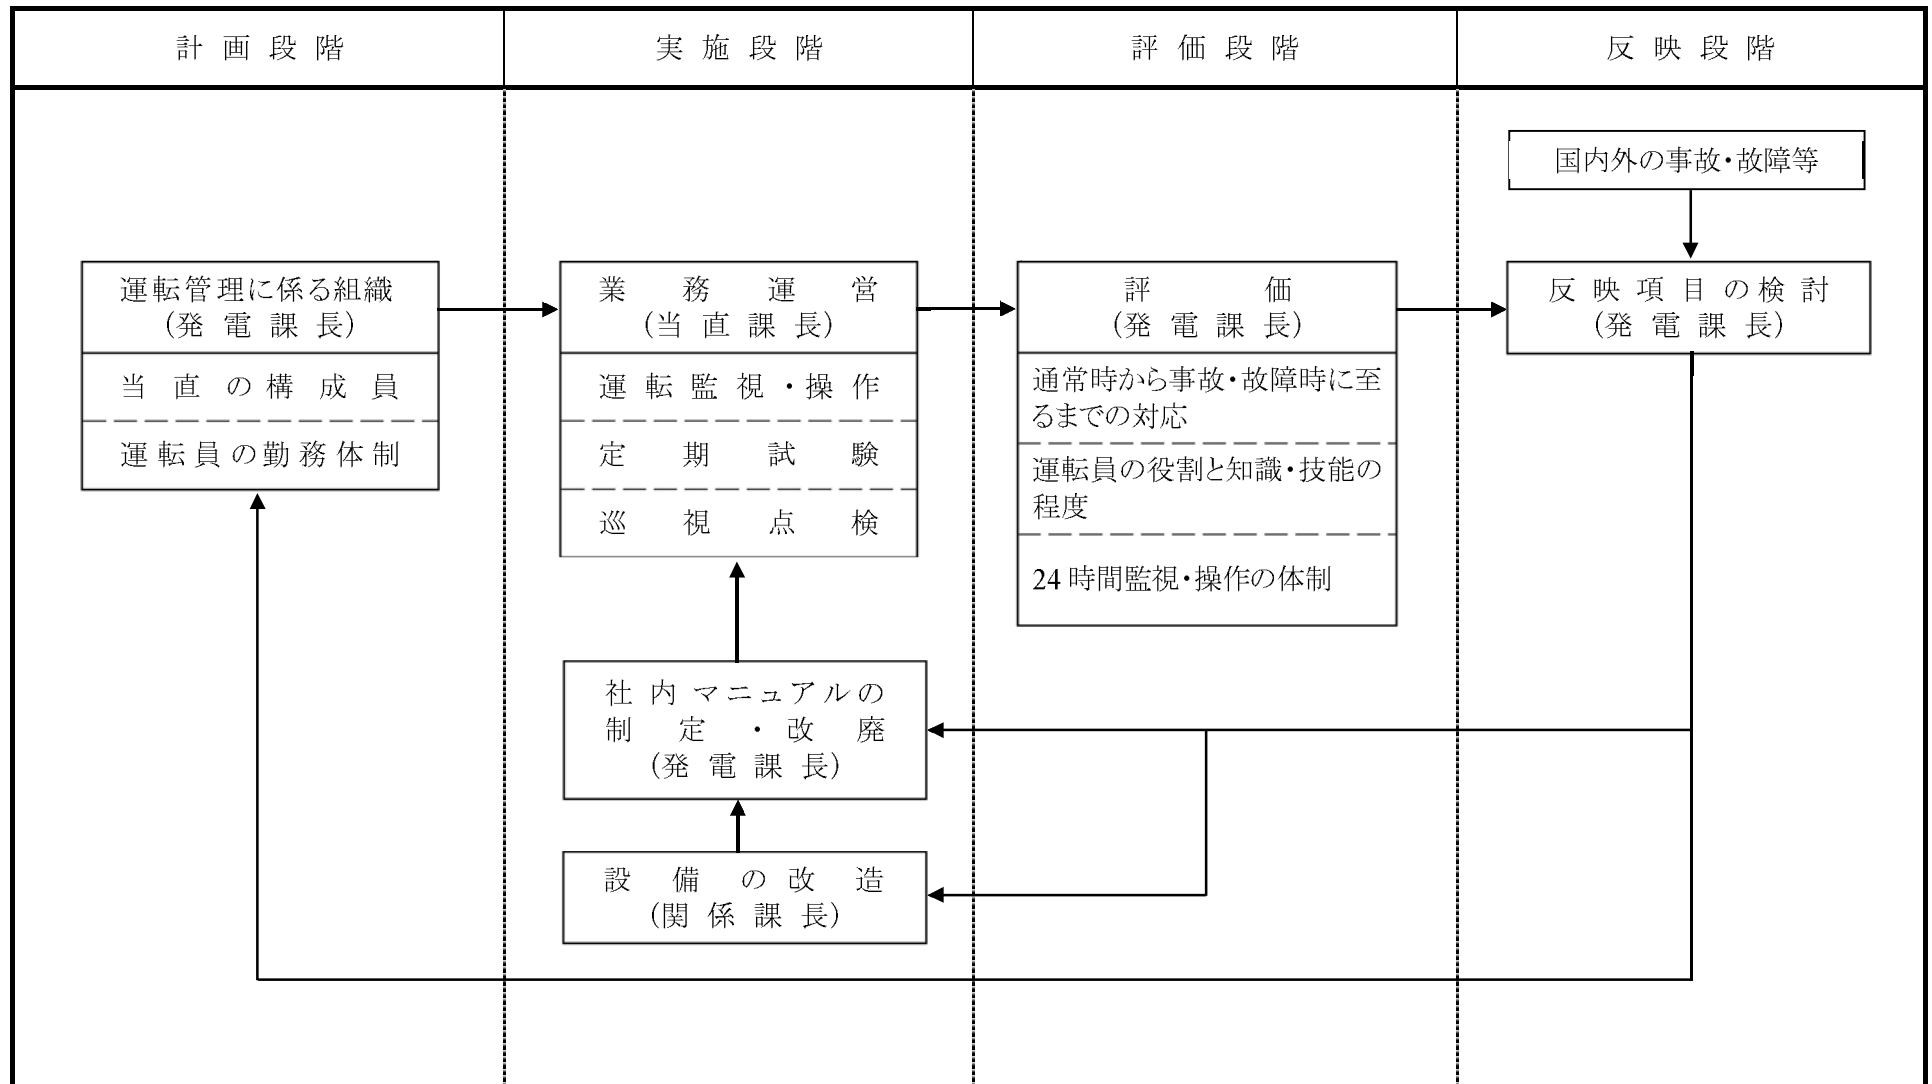 計画段階
実施段階
評価段階
反映段階
国内外の事故・故障等
運転管理に係る組織
(発電課長)
当直の構成員
運転員の勤務体制
業務運営
(当直課長)
運転監視・操作
定期試験
巡視点検
評価
(発電課長)
通常時から事故・故障時に至
るまでの対応
運転員の役割と知識・技能の
程度
24時間監視・操作の体制
反映項目の検討
(発電課長)
社内マニュアルの
制定・改廃
(発電課長)
設備の改造
(関係課長)